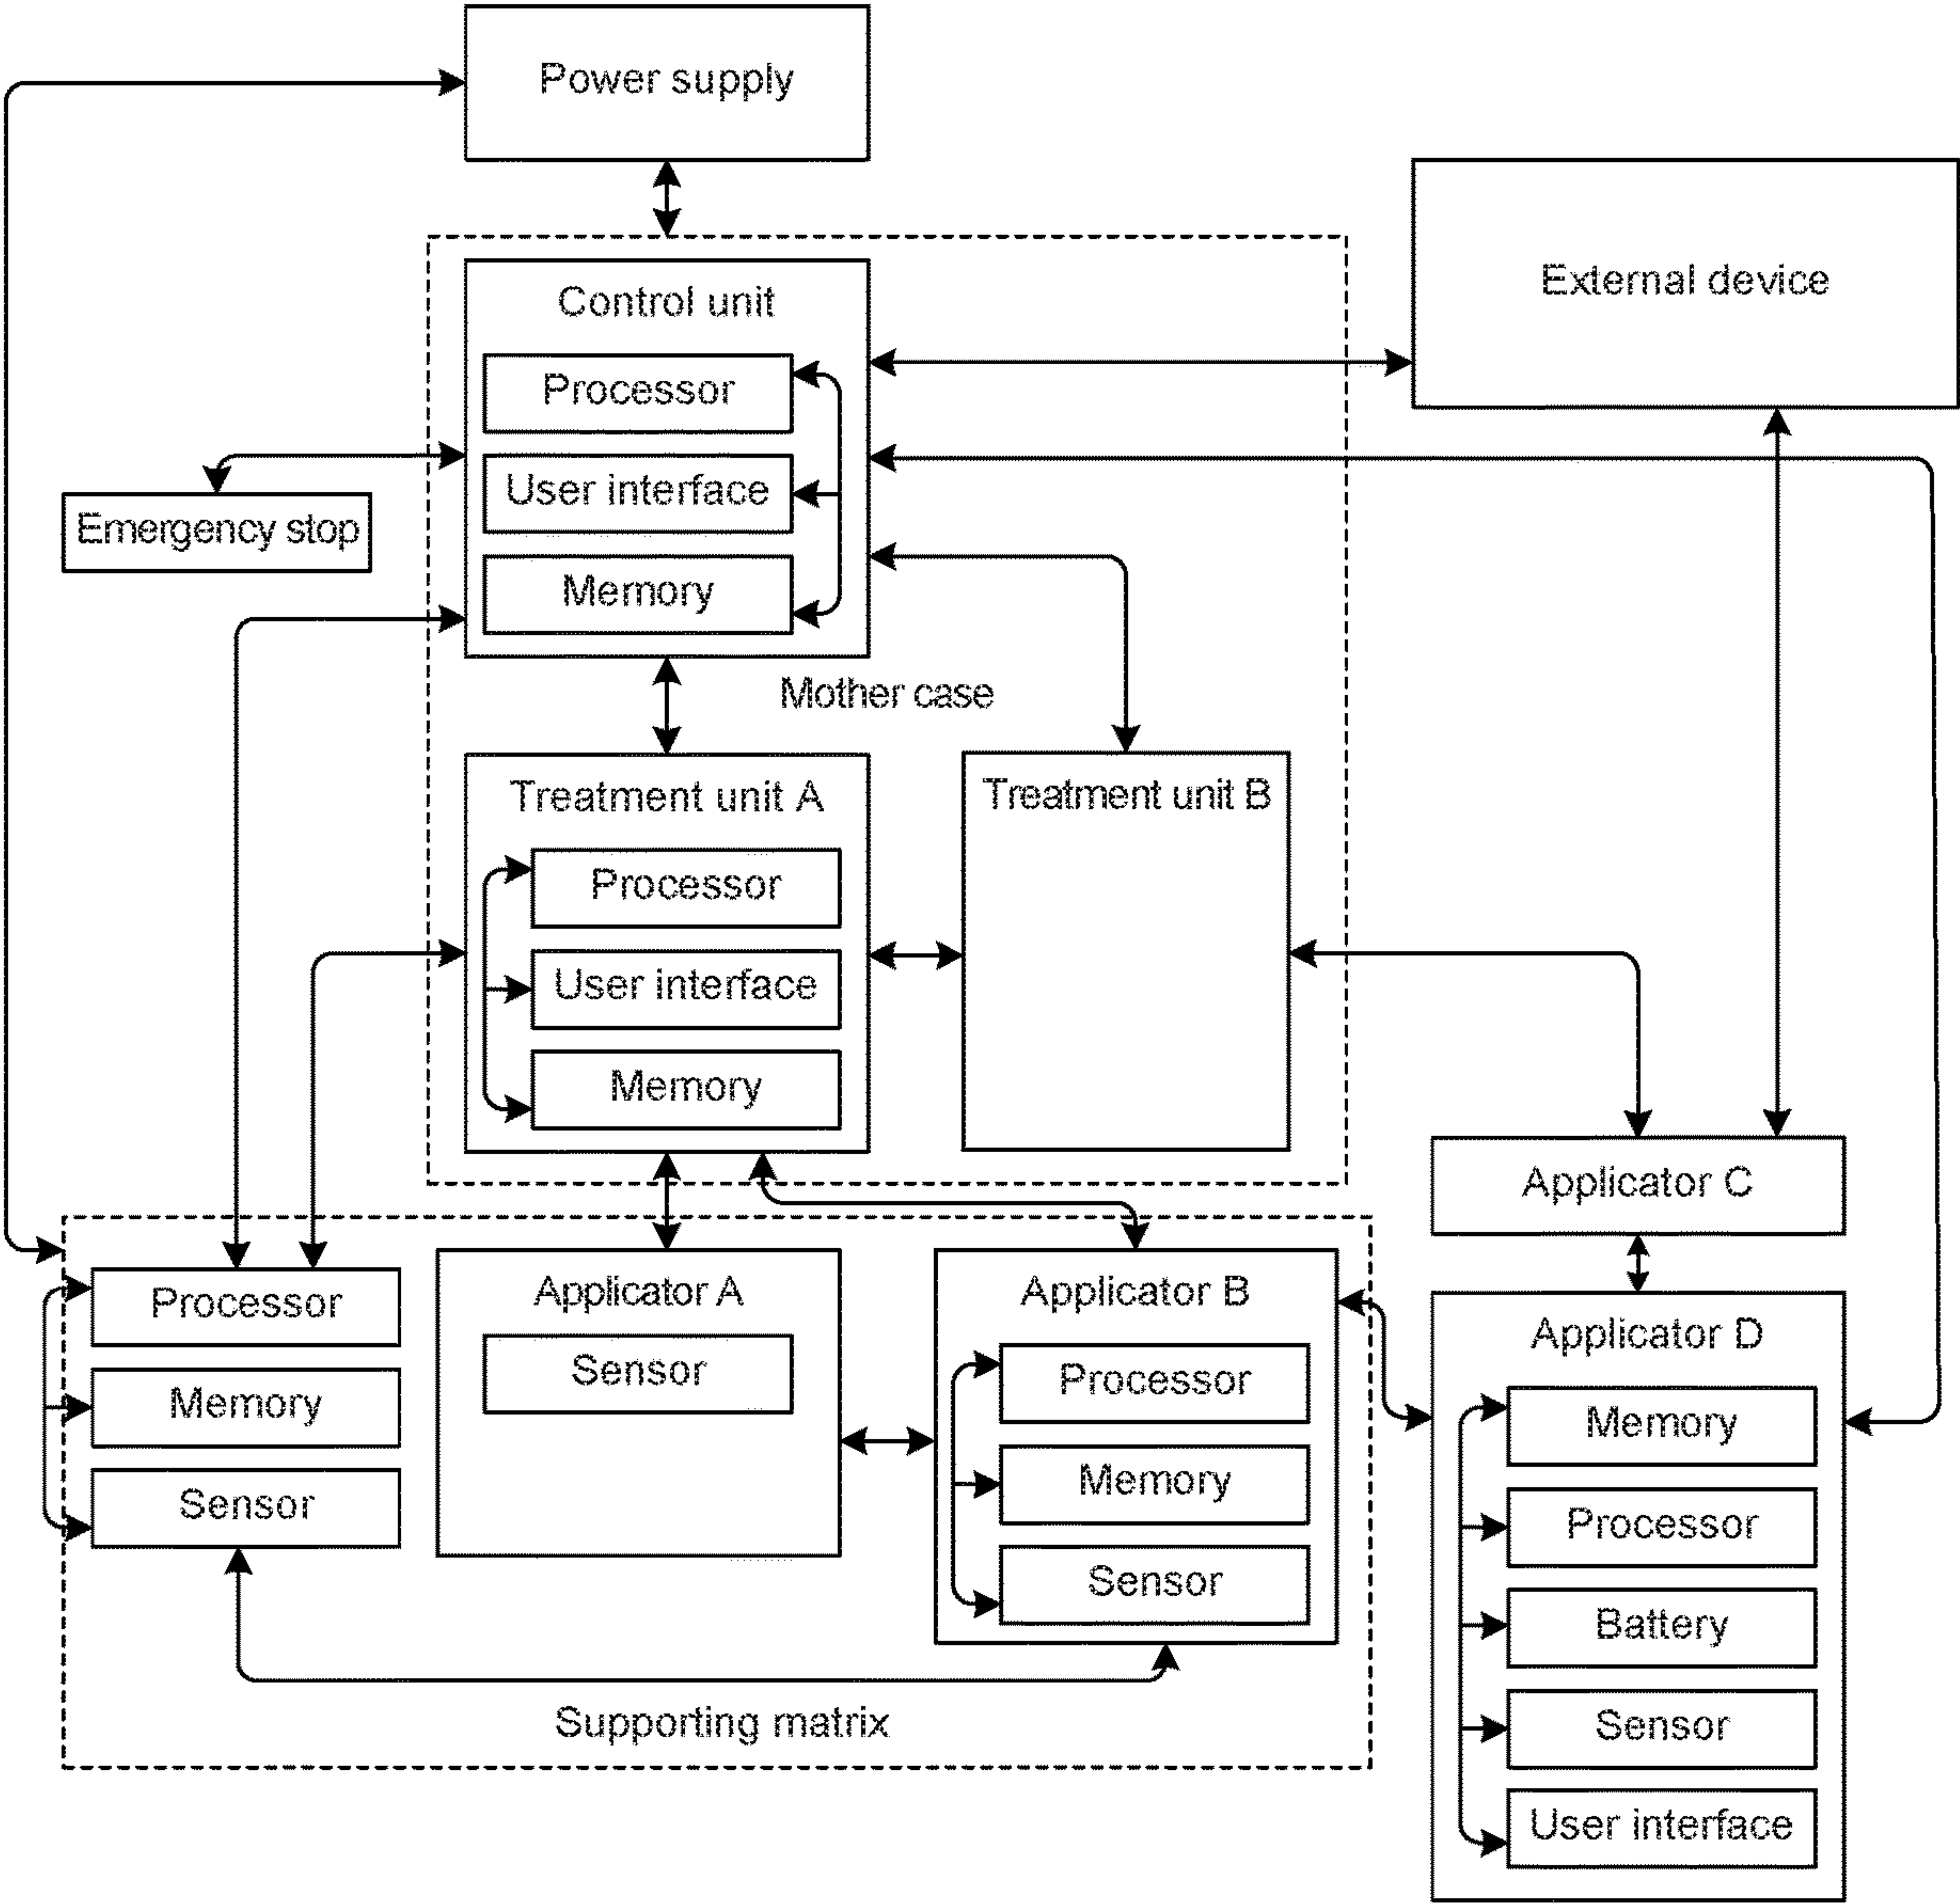 Power supply
External device
Control unit
Processor
User interface
Memory
Emergency stop
Mother case
Treatment unit A
Processor
User interface
Memory
Treatment unit B
Applicator C
Processor
Memory
Sensor
Applicator A
Sensor
Applicator B
Processor
Memory
Sensor
Supporting matrix
Applicator D
Memory
Processor
Battery
Sensor
User interface